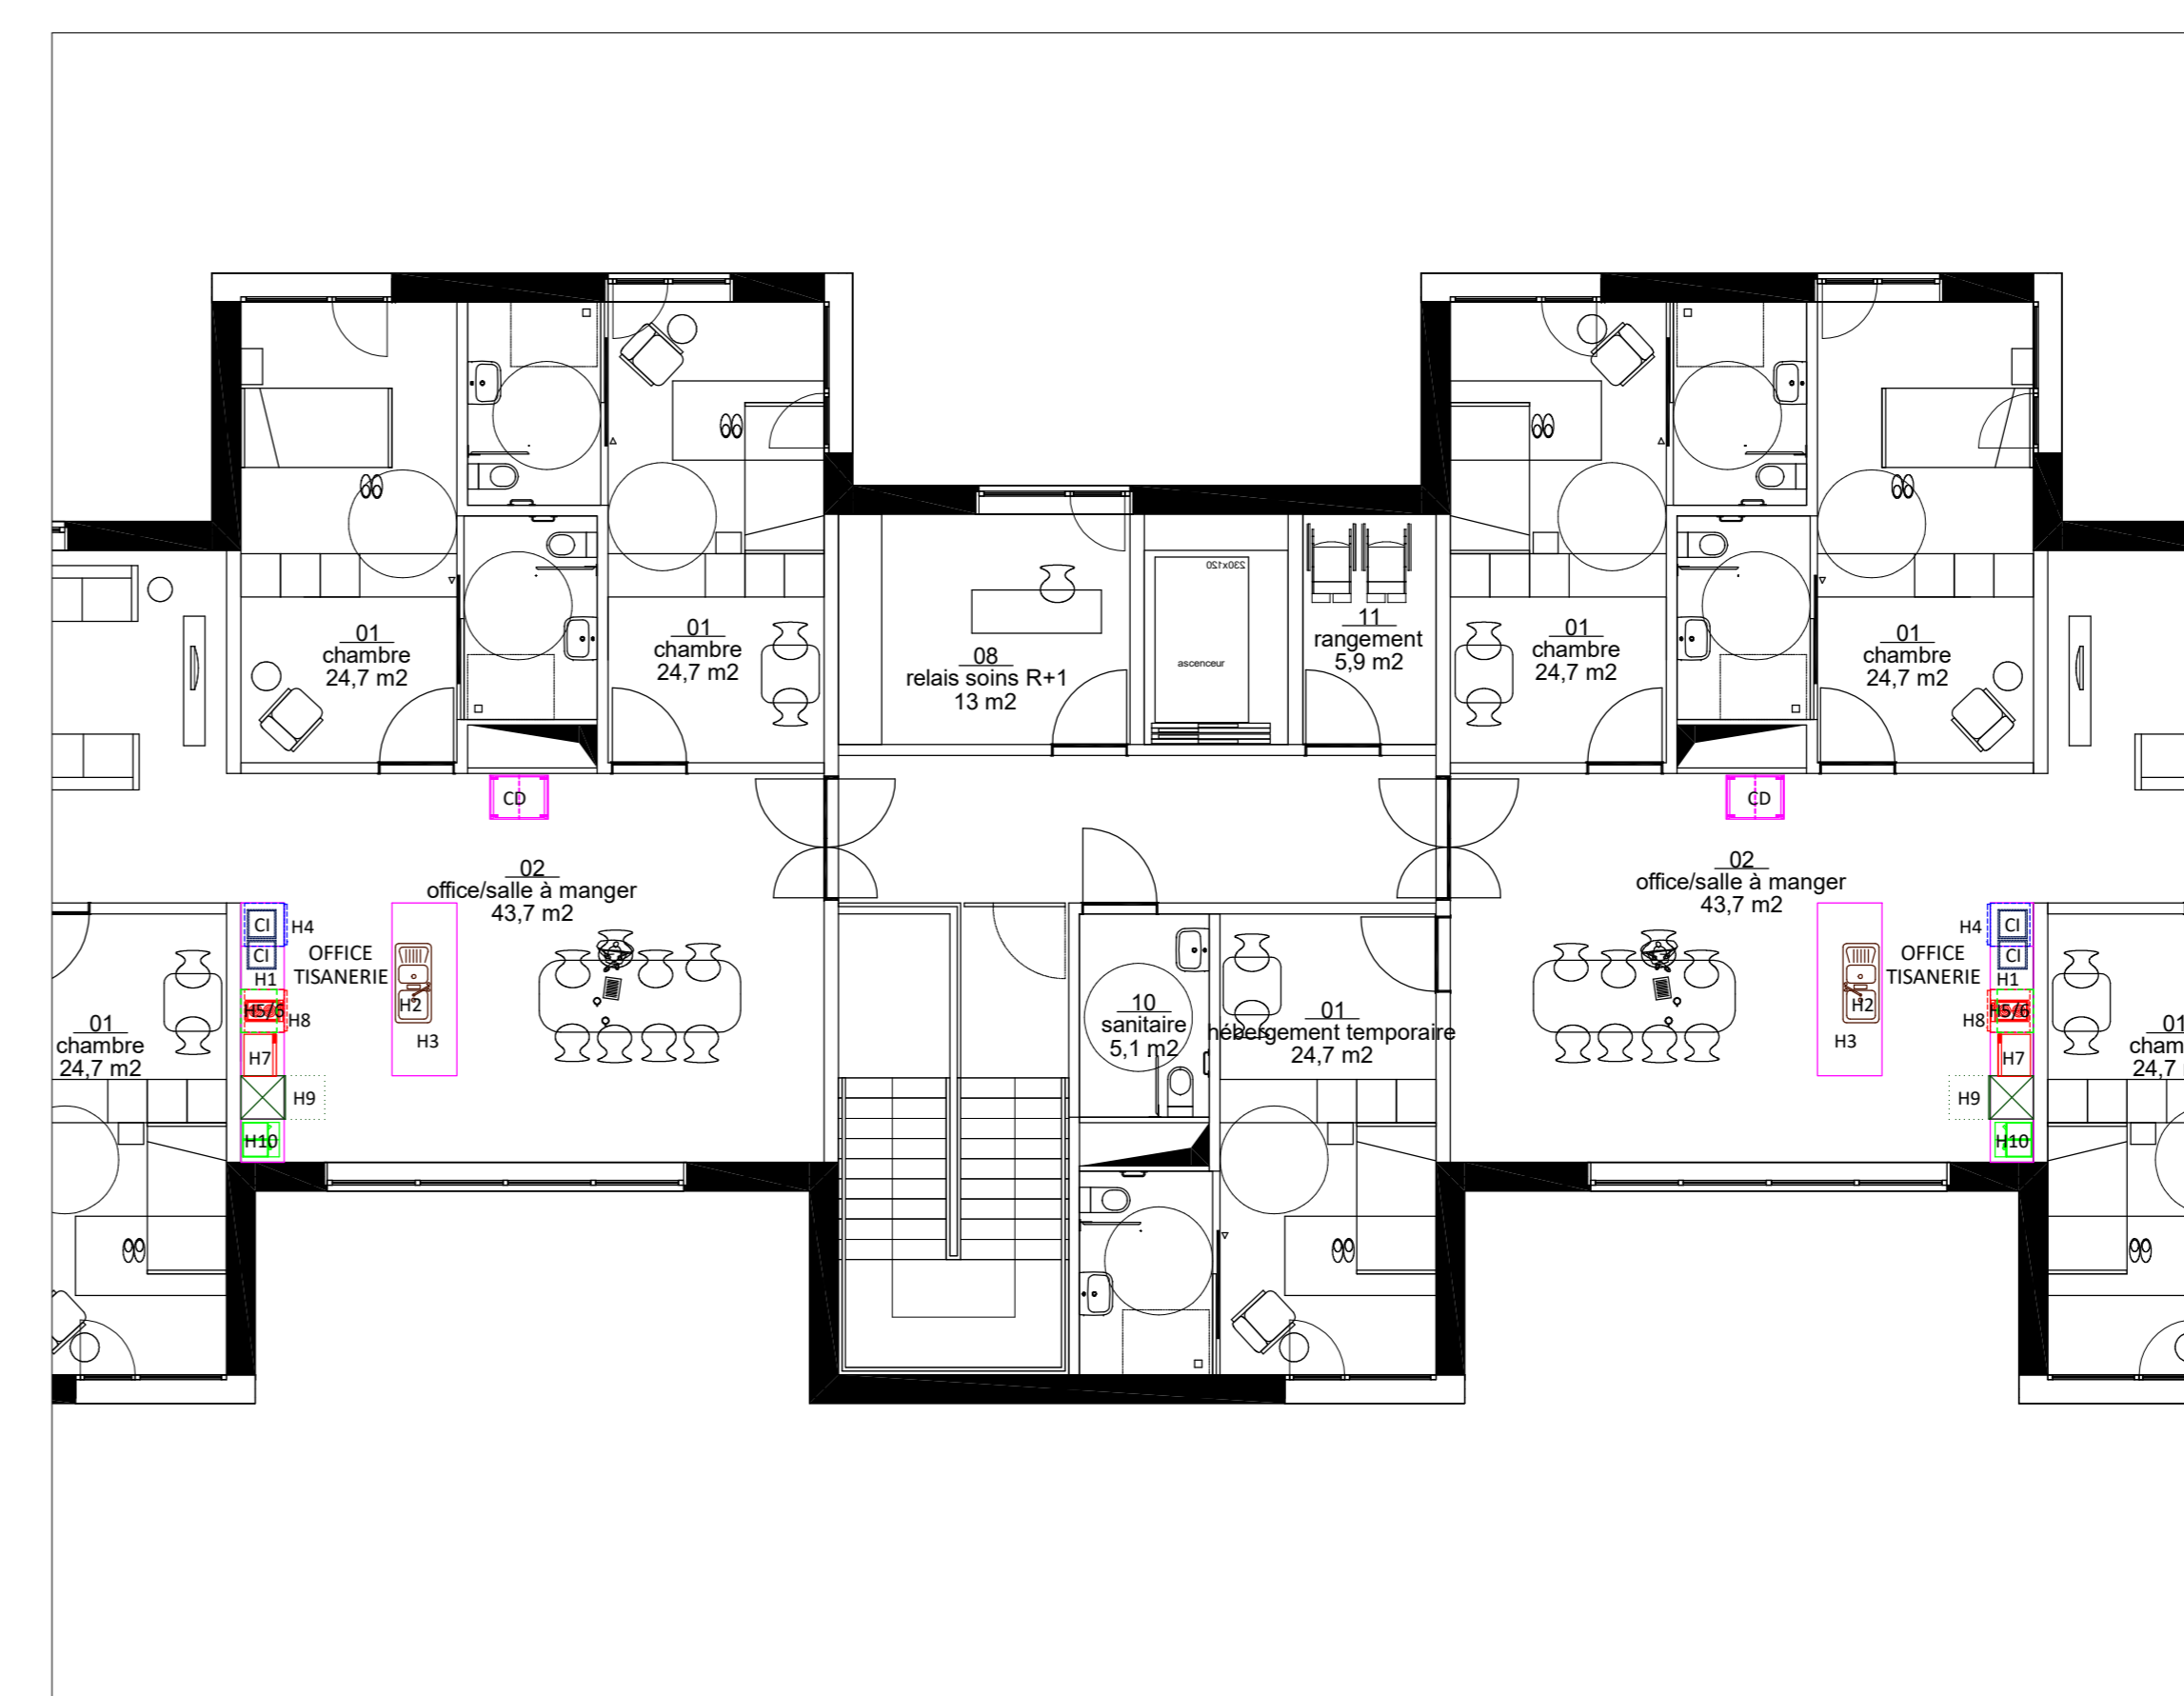 230x120
11
rangement
5,9 m2
01
chambre
24,7 m2
01
chambre
24,7 m2
08
relais soins R+1
13 m2
ascenceur
01
chambre
24,7 m2
01
chambre
24,7 m2
CD
CD
02
office/salle à manger
43,7 m2
02
office/salle à manger
43,7 m2
CI
H4
CI
H1
OFFICE
TISANERIE
H5/6
H8
H2
H3
H7
H9
H10
01
chambre
24,7 m2
10
sanitaire
5,1 m2
01
hébergement temporaire
24,7 m2
H4
CI
CI
H1
OFFICE
TISANERIE
H5/6
H8
H2
H3
H7
H9
H10
01
cham
24,7